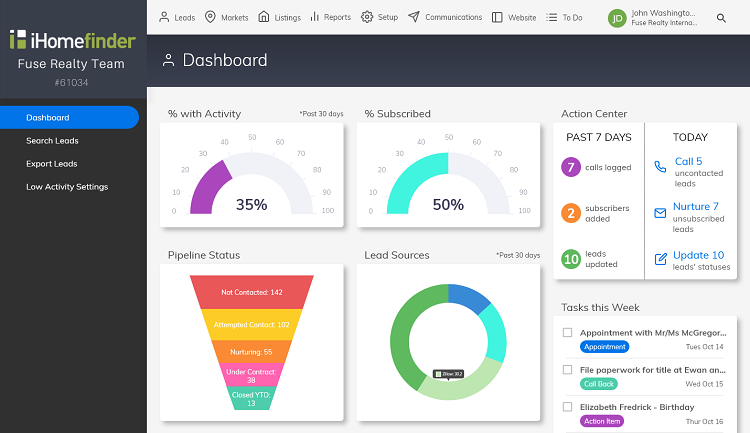 iHomefinder
Fuse Realty Team
#61034
Dashboard
Search Leads
Export Leads
Low Activity Settings
Leads
Markets
Listings
Reports
Setup
Communications
Website
To Do
JD
John Washingto...
Fuse Realty Interna...
Dashboard
% with Activity
*Past 30 days
0
10
20
30
40
50
60
70
80
90
100
35%
% Subscribed
0
10
20
30
40
50
60
70
80
90
100
50%
Action Center
PAST 7 DAYS
7
calls logged
2
subscribers
added
10
leads
updated
TODAY
Call 5
uncontacted
leads
Nurture 7
unsubscribed
leads
Update 10
leads' statuses
Pipeline Status
Not Contacted: 142
Attempted Contact: 102
Nurturing: 55
Under Contract:
38
Closed YTD:
13
Lead Sources
*Past 30 days
Tasks this Week
Appointment with Mr/Ms McGregor...
Appointment
Tues Oct 14
File paperwork for title at Ewan an...
Call Back
Wed Oct 15
Elizabeth Fredrick - Birthday
Action Item
Thur Oct 16